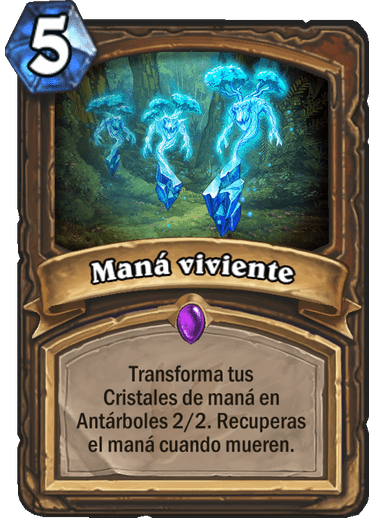 5
Maná viviente
Transforma tus
Cristales de maná en
Antárboles 2/2. Recuperas
el maná cuando mueren.